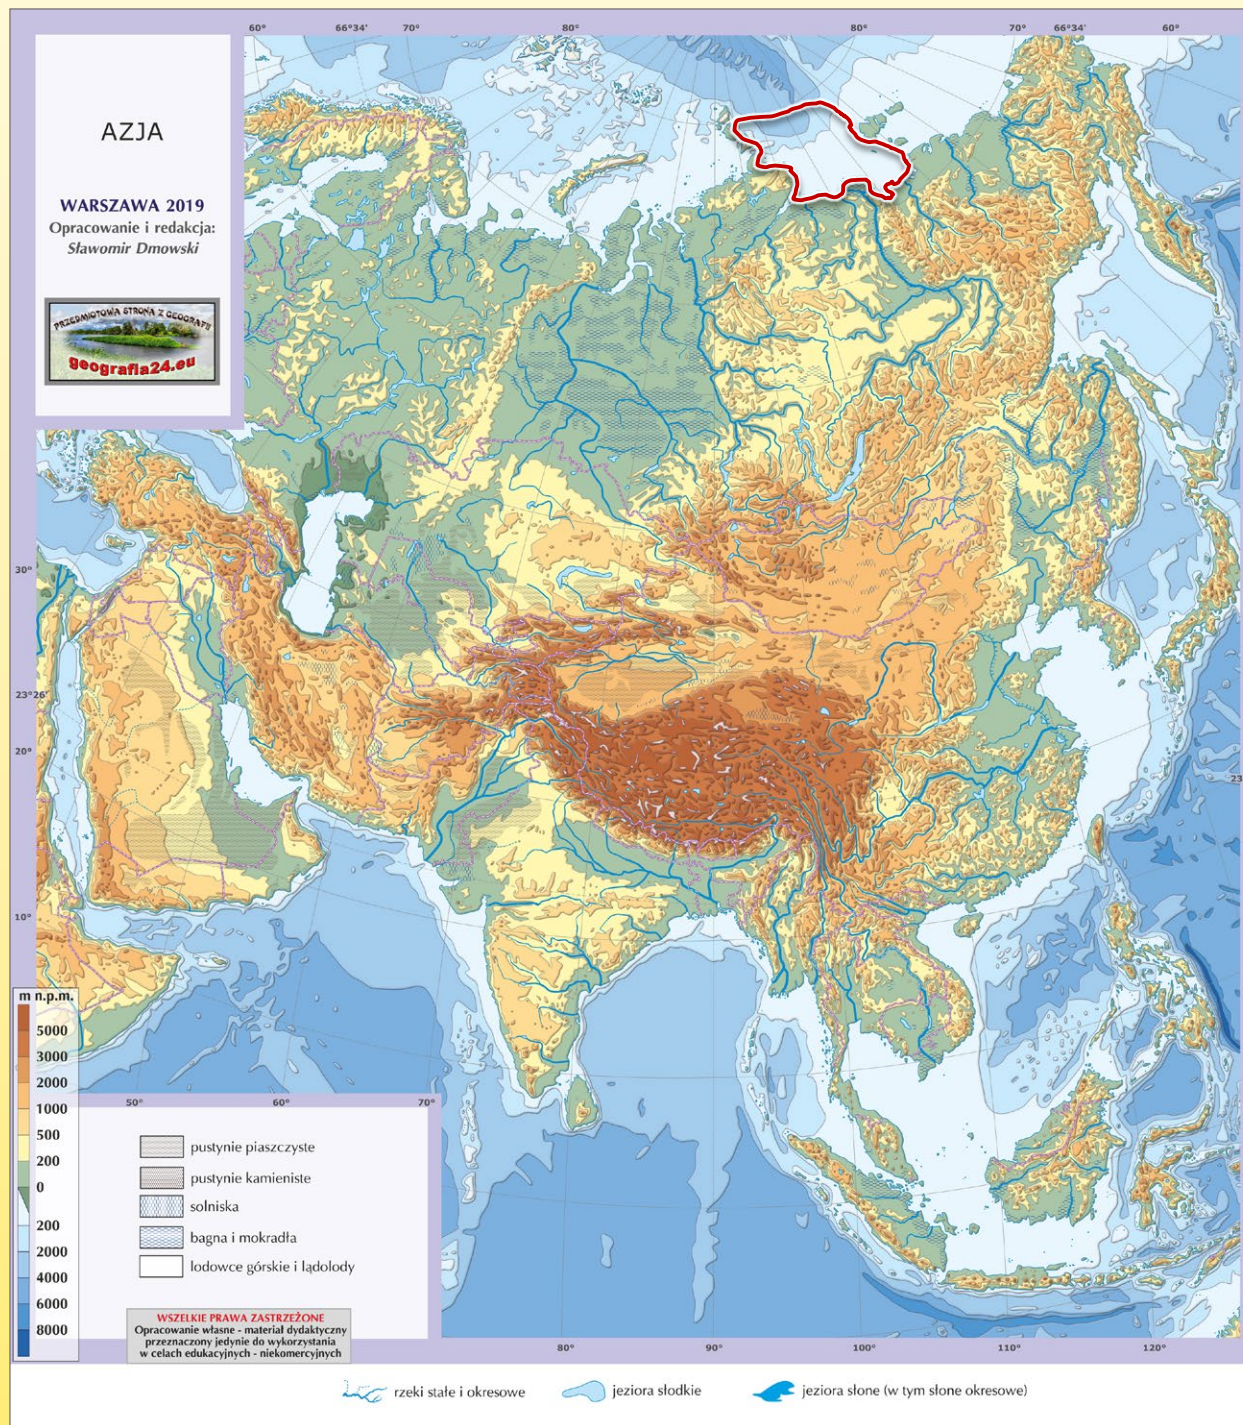 60° 66°34' 70° 80° 80° 70° 66°34' 60°
AZJA
WARSZAWA 2019
Opracowanie i redakcja:
Sławomir Dmowski
PRZEDMIOTOWA STRONA Z GEOGRAFII
geografia24.eu
30°
23°26'
20°
23
10°
m n.p.m.
5000
3000
2000
1000
500
200
0
200
2000
4000
6000
8000
50° 60° 70°
pustynie piaszczyste
pustynie kamieniste
solniska
bagna i mokradła
lodowce górskie i lądolody
WSZELKIE PRAWA ZASTRZEŻONE
Opracowanie własne - materiał dydaktyczny
przeznaczony jedynie do wykorzystania
w celach edukacyjnych - niekomercyjnych
80° 90° 100° 110° 120°
rzeki stałe i okresowe
jeziora słodkie
jeziora słone (w tym słone okresowe)